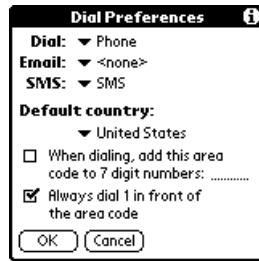 Dial Preferences i
Dial: Phone
Email: <none>
SMS: SMS
Default country:
United States
When dialing, add this area
code to 7 digit numbers: ............
Always dial 1 in front of
the area code
OK Cancel